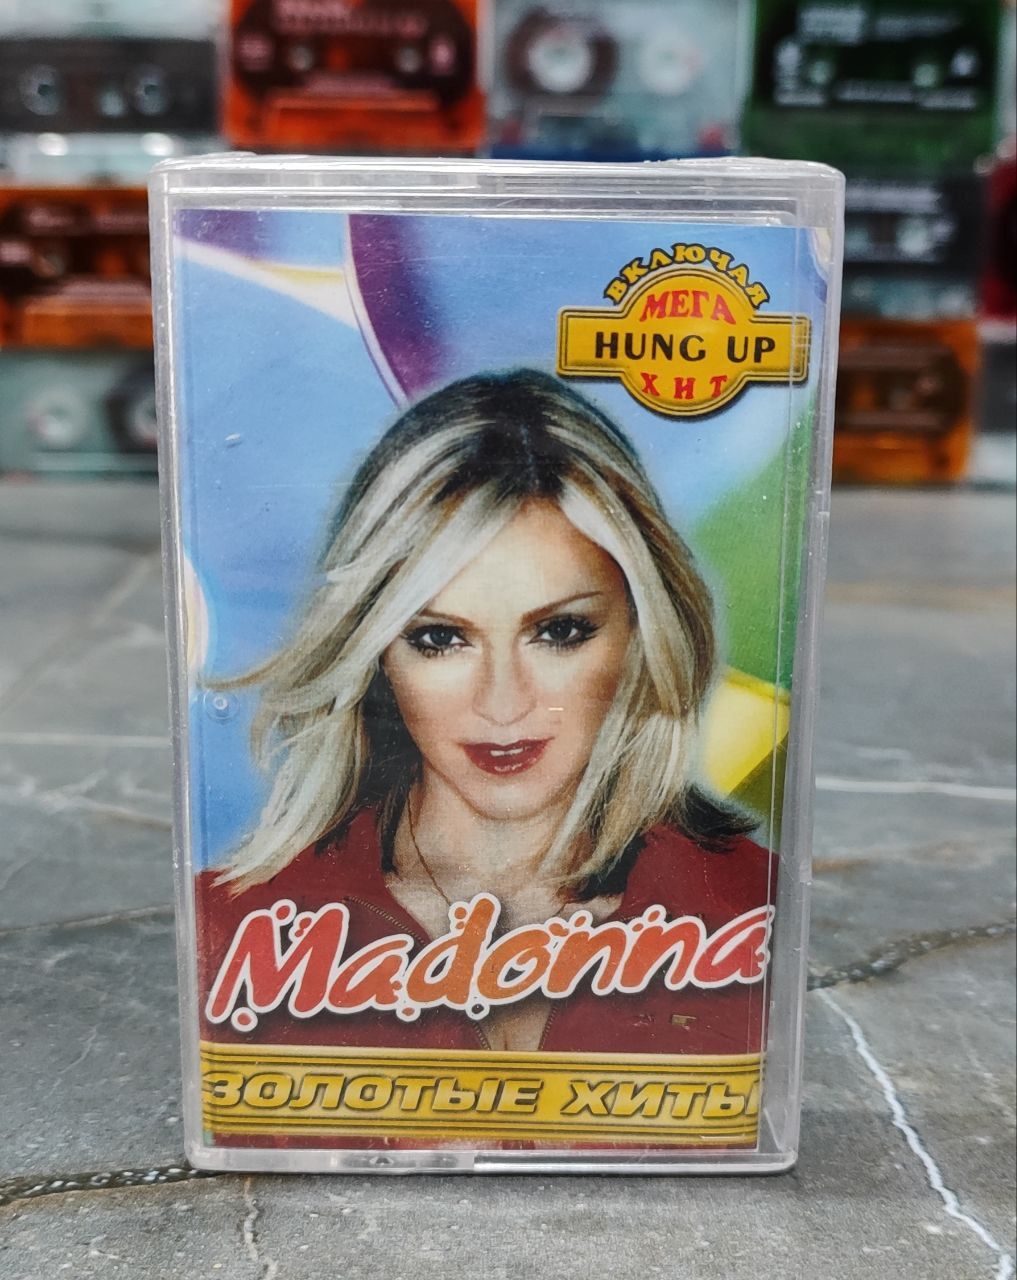 ВКЛЮЧАЯ
МЕГА
HUNG UP
ХИТ
Madonna
ЗОЛОТЫЕ ХИТЫ